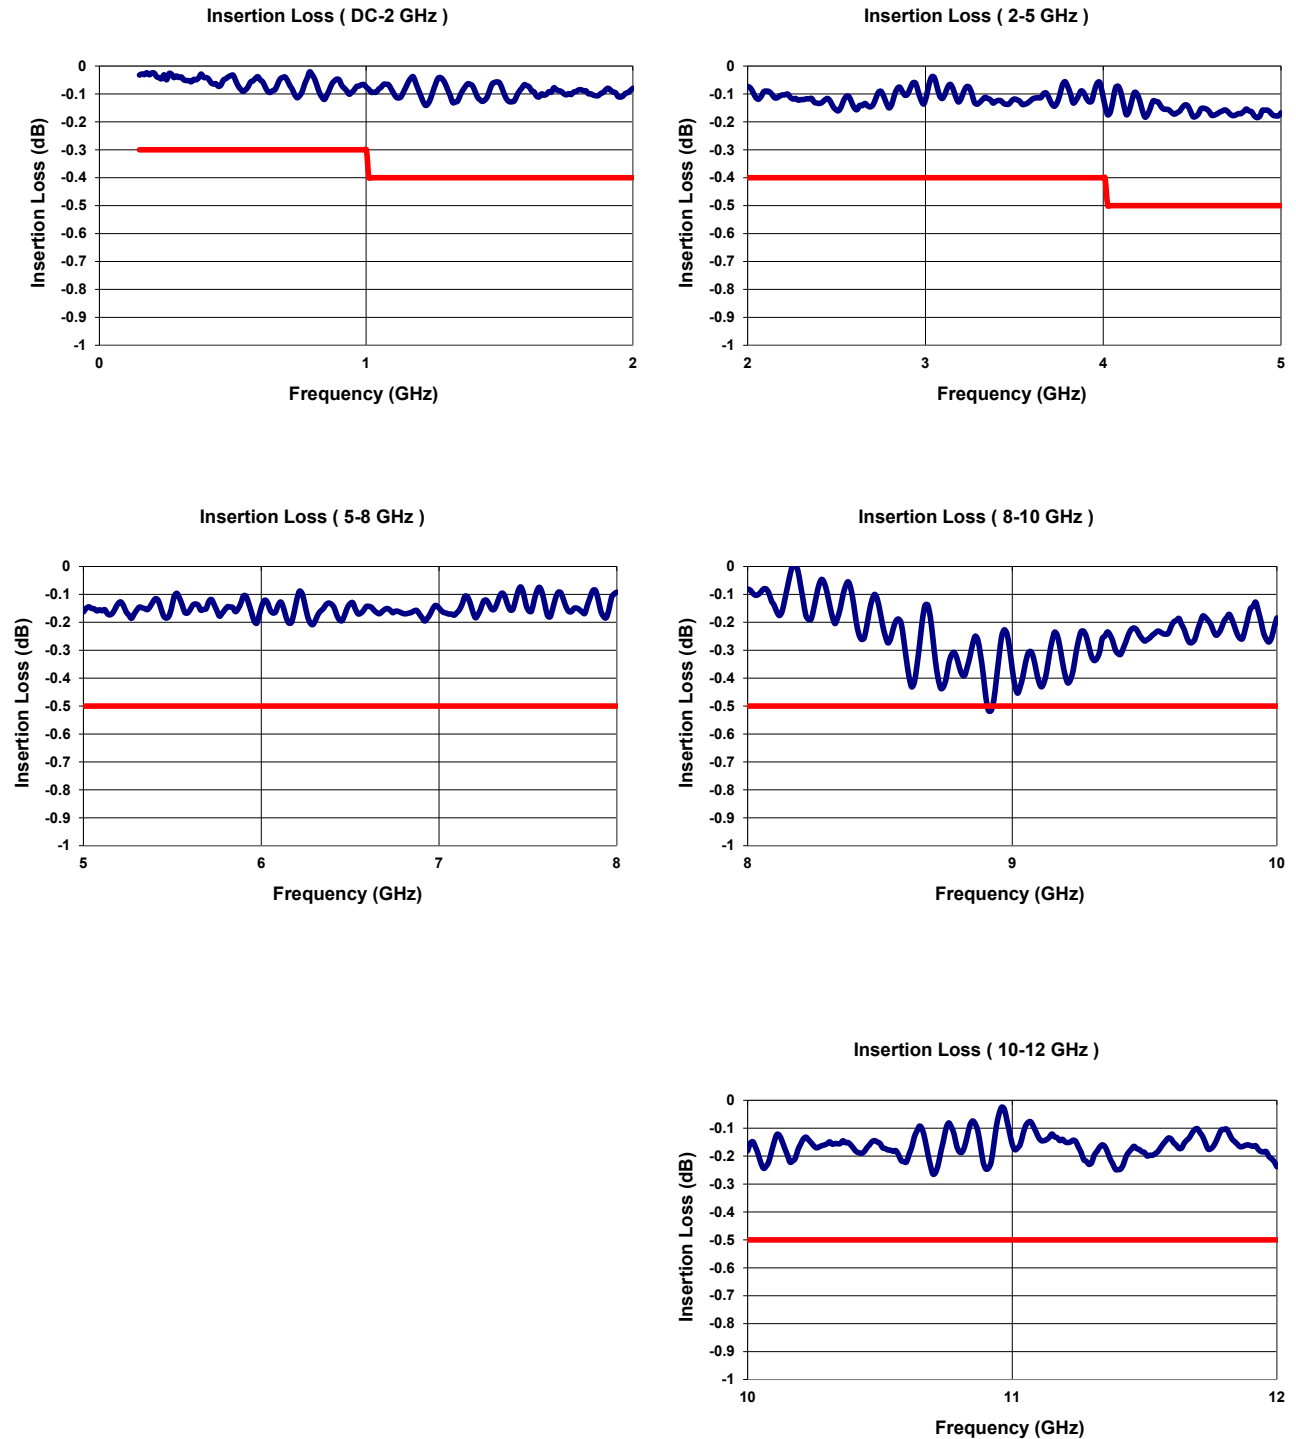 Insertion Loss ( DC-2 GHz )
0
-0.1
-0.2
-0.3
-0.4
-0.5
-0.6
-0.7
-0.8
-0.9
-1
Insertion Loss (dB)
0 1 2
Frequency (GHz)
Insertion Loss ( 2-5 GHz )
0
-0.1
-0.2
-0.3
-0.4
-0.5
-0.6
-0.7
-0.8
-0.9
-1
Insertion Loss (dB)
2 3 4 5
Frequency (GHz)
Insertion Loss ( 5-8 GHz )
0
-0.1
-0.2
-0.3
-0.4
-0.5
-0.6
-0.7
-0.8
-0.9
-1
Insertion Loss (dB)
5 6 7 8
Frequency (GHz)
Insertion Loss ( 8-10 GHz )
0
-0.1
-0.2
-0.3
-0.4
-0.5
-0.6
-0.7
-0.8
-0.9
-1
Insertion Loss (dB)
8 9 10
Frequency (GHz)
Insertion Loss ( 10-12 GHz )
0
-0.1
-0.2
-0.3
-0.4
-0.5
-0.6
-0.7
-0.8
-0.9
-1
Insertion Loss (dB)
10 11 12
Frequency (GHz)